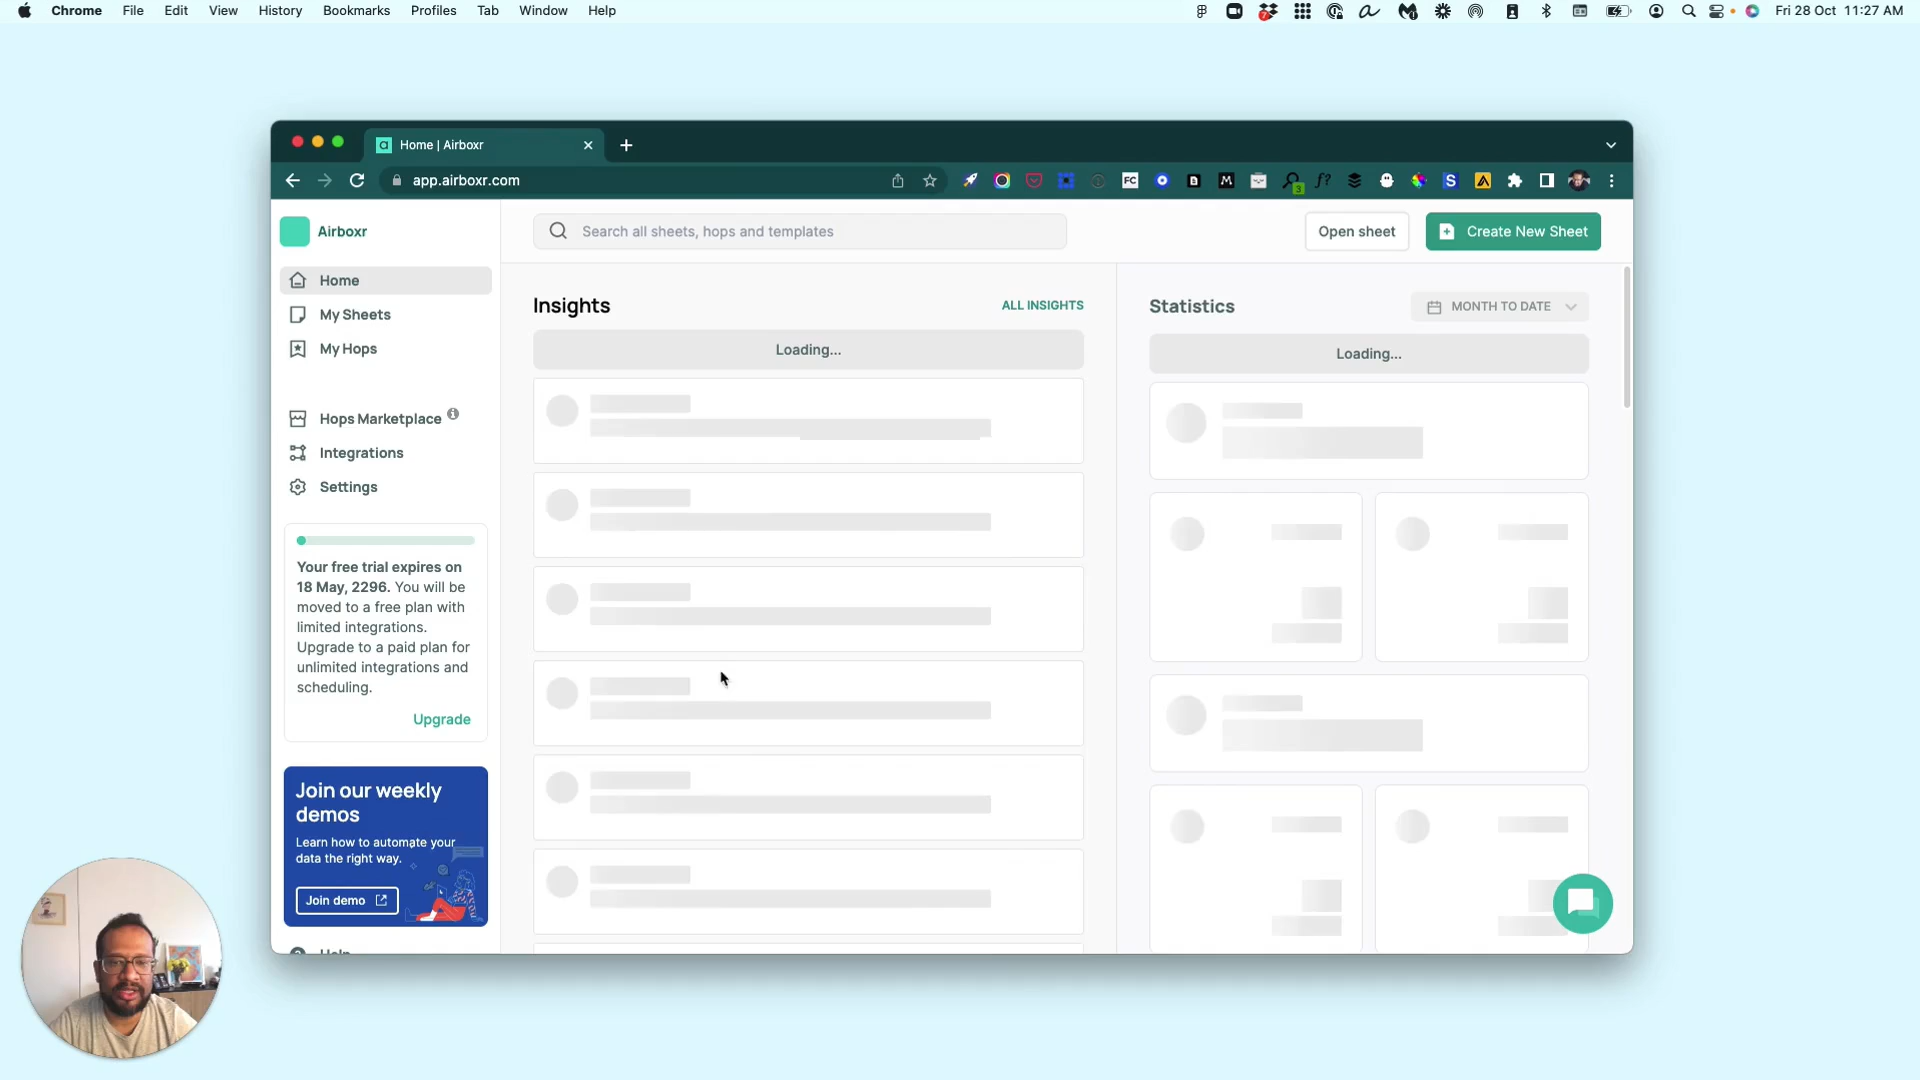 Chrome File Edit View History Bookmarks Profiles Tab Window Help
Fri 28 Oct 11:27 AM
Home | Airboxr
app.airboxr.com
Airboxr
Search all sheets, hops and templates
Open sheet
Create New Sheet
Home
My Sheets
My Hops
Hops Marketplace
Integrations
Settings
Your free trial expires on
18 May, 2296. You will be
moved to a free plan with
limited integrations.
Upgrade to a paid plan for
unlimited integrations and
scheduling.
Upgrade
Join our weekly
demos
Learn how to automate your
data the right way.
Join demo
Help
Insights
ALL INSIGHTS
Loading...
Statistics
MONTH TO DATE
Loading...